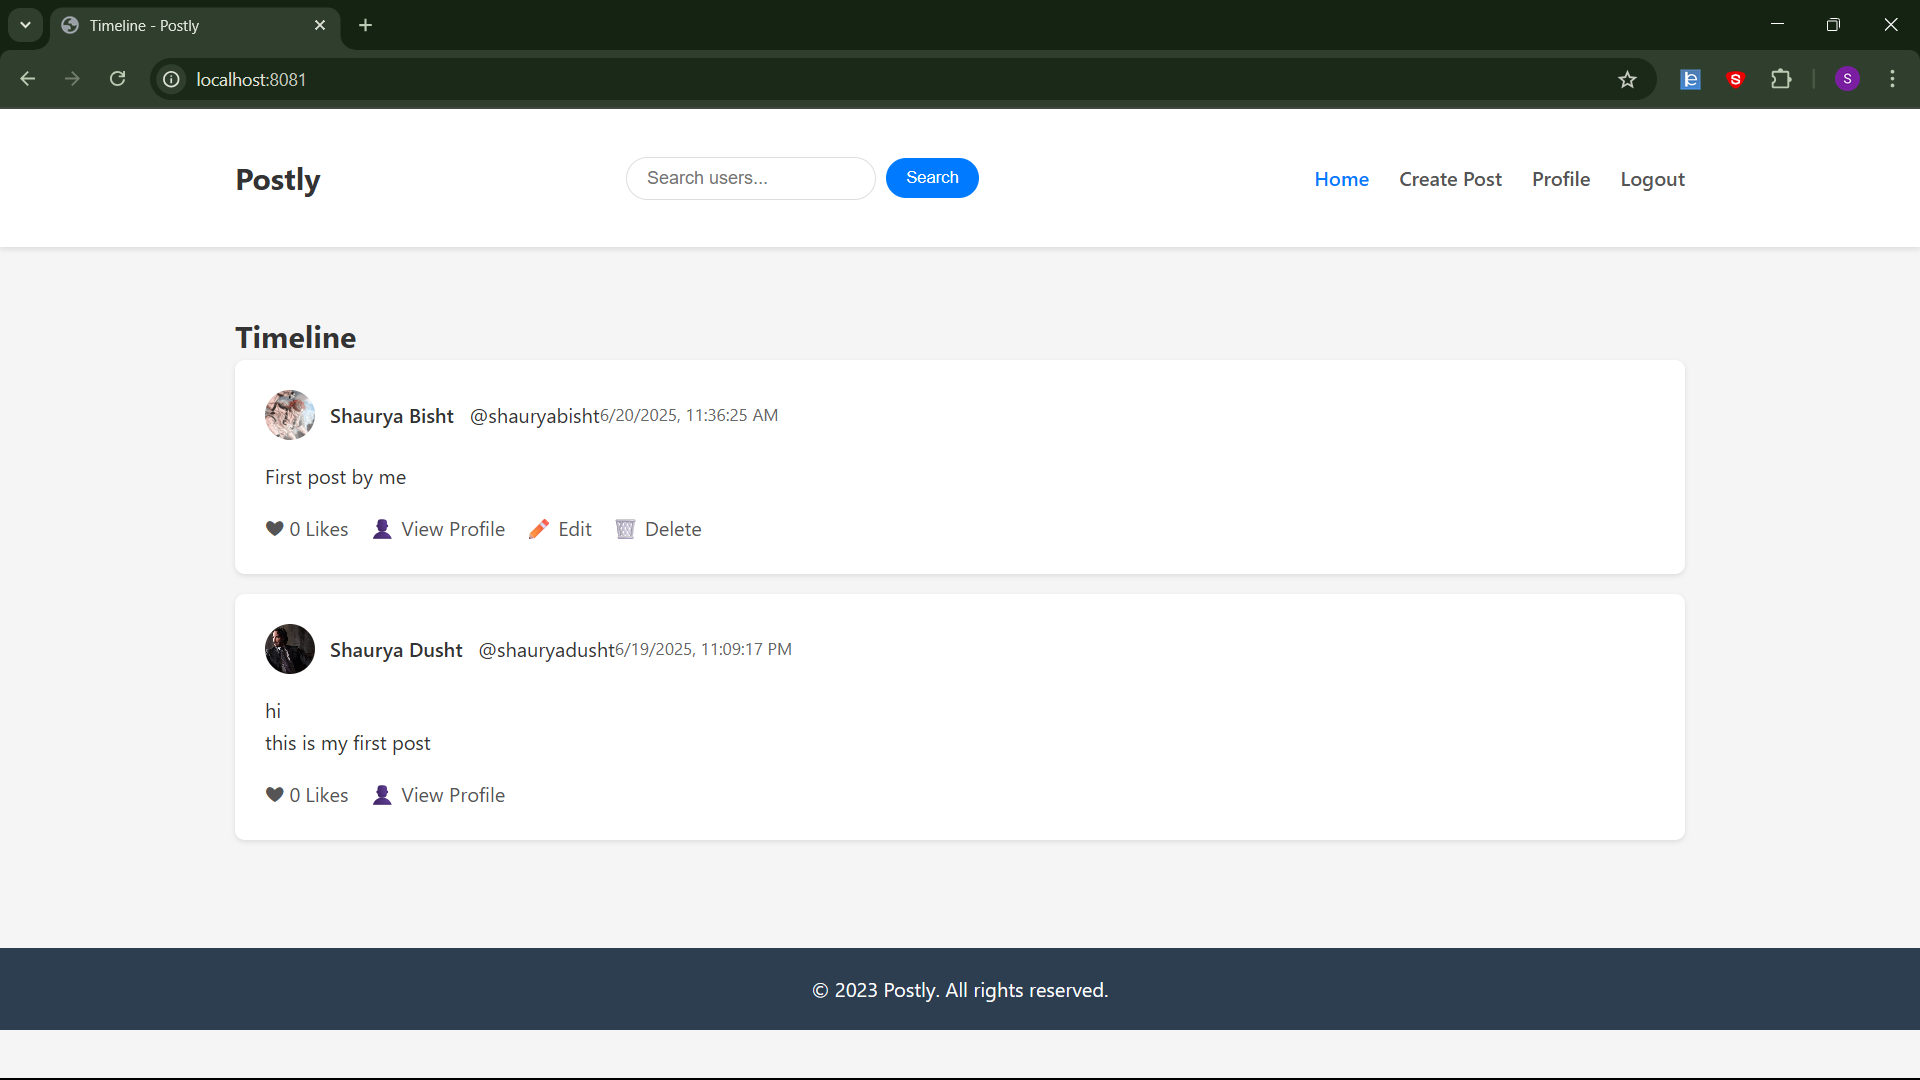 Timeline - Postly
localhost:8081
S
S
Postly
Search users...
Search
Home
Create Post
Profile
Logout
Timeline
Shaurya Bisht @shauryabisht6/20/2025, 11:36:25 AM
First post by me
0 Likes View Profile Edit Delete
Shaurya Dusht @shauryadusht6/19/2025, 11:09:17 PM
hi
this is my first post
0 Likes View Profile
© 2023 Postly. All rights reserved.